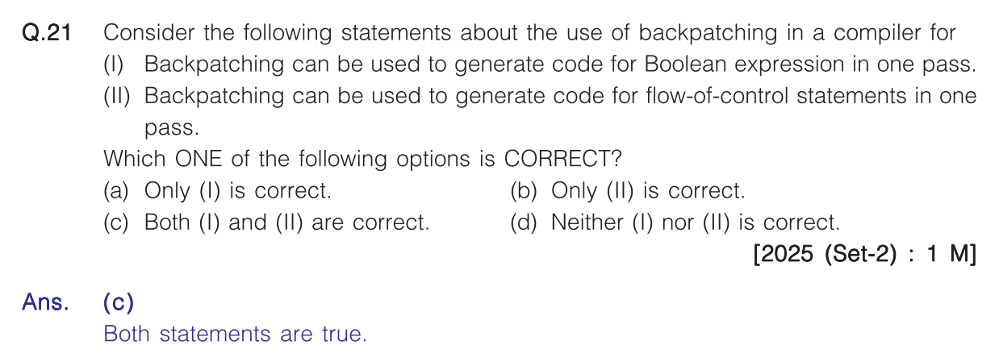 Q.21 Consider the following statements about the use of backpatching in a compiler for
(I) Backpatching can be used to generate code for Boolean expression in one pass.
(II) Backpatching can be used to generate code for flow-of-control statements in one
pass.
Which ONE of the following options is CORRECT?
(a) Only (I) is correct. (b) Only (II) is correct.
(c) Both (I) and (II) are correct. (d) Neither (I) nor (II) is correct.
[2025 (Set-2) : 1 M]
Ans. (c)
Both statements are true.